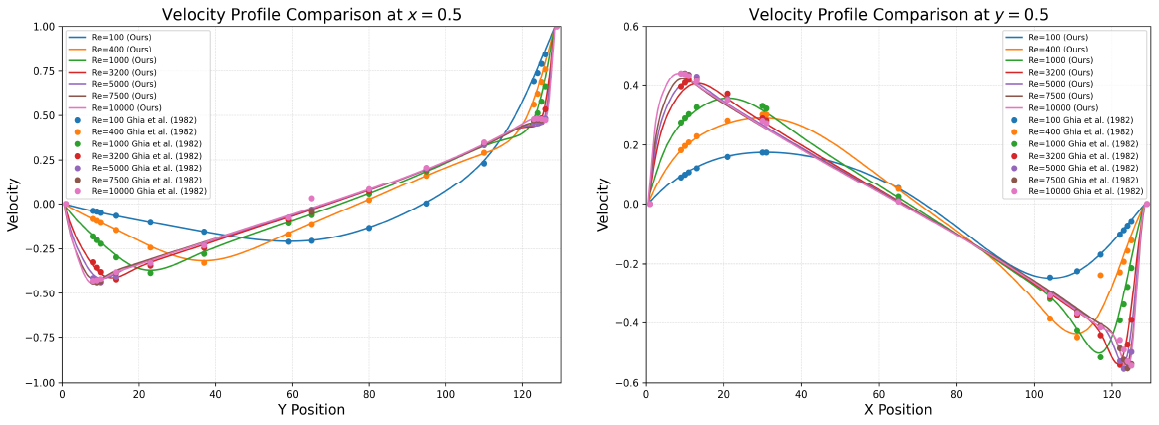 Velocity Profile Comparison at x = 0.5
1.00
0.75
0.50
0.25
0.00
−0.25
−0.50
−0.75
−1.00
Velocity
Re=100 (Ours)
Re=400 (Ours)
Re=1000 (Ours)
Re=3200 (Ours)
Re=5000 (Ours)
Re=7500 (Ours)
Re=10000 (Ours)
Re=100 Ghia et al. (1982)
Re=400 Ghia et al. (1982)
Re=1000 Ghia et al. (1982)
Re=3200 Ghia et al. (1982)
Re=5000 Ghia et al. (1982)
Re=7500 Ghia et al. (1982)
Re=10000 Ghia et al. (1982)
0 20 40 60 80 100 120
Y Position
Velocity Profile Comparison at y = 0.5
0.6
0.4
0.2
0.0
−0.2
−0.4
−0.6
Velocity
Re=100 (Ours)
Re=400 (Ours)
Re=1000 (Ours)
Re=3200 (Ours)
Re=5000 (Ours)
Re=7500 (Ours)
Re=10000 (Ours)
Re=100 Ghia et al. (1982)
Re=400 Ghia et al. (1982)
Re=1000 Ghia et al. (1982)
Re=3200 Ghia et al. (1982)
Re=5000 Ghia et al. (1982)
Re=7500 Ghia et al. (1982)
Re=10000 Ghia et al. (1982)
0 20 40 60 80 100 120
X Position